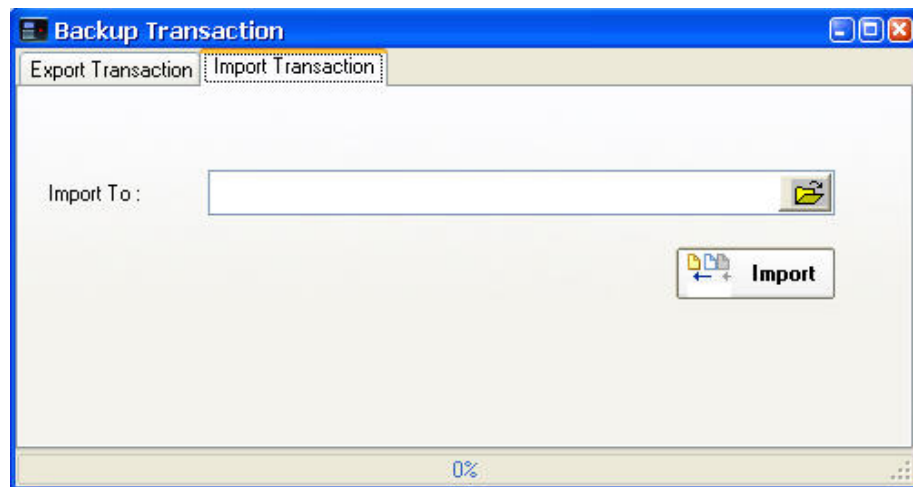 Backup Transaction
Export Transaction Import Transaction
Import To :
Import
0%